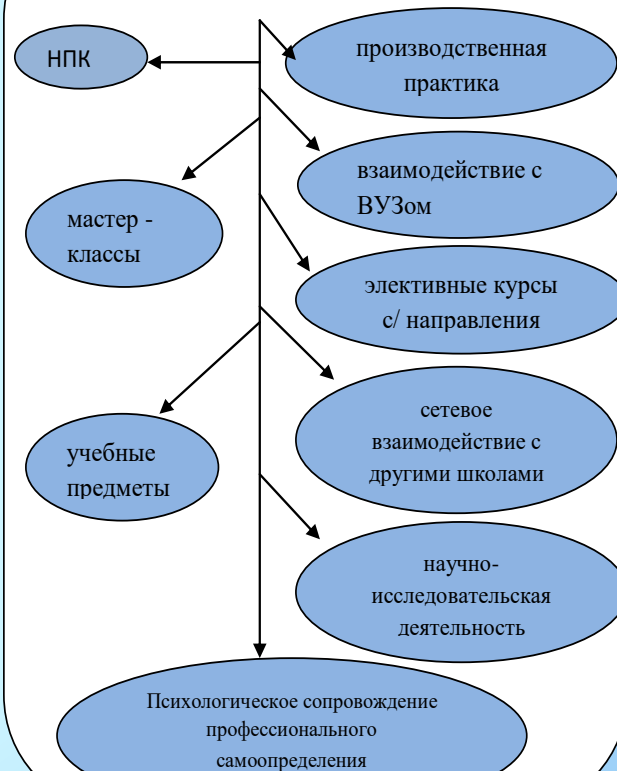 НПК
производственная
практика
взаимодействие с
ВУЗом
мастер -
классы
элективные курсы
с/ направления
сетевое
взаимодействие с
другими школами
учебные
предметы
научно-
исследовательская
деятельность
Психологическое сопровождение
профессионального
самоопределения